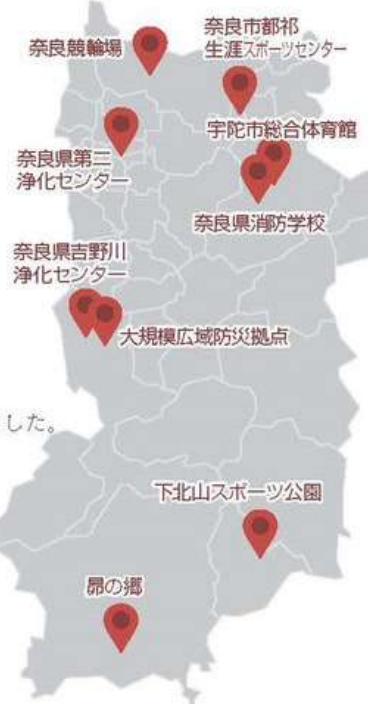 奈良競輪場
奈良市都祁
生涯スポーツセンター
宇陀市総合体育館
奈良県第二
浄化センター
奈良県消防学校
奈良県吉野川
浄化センター
大規模広域防災拠点
した。
下北山スポーツ公園
昴の郷